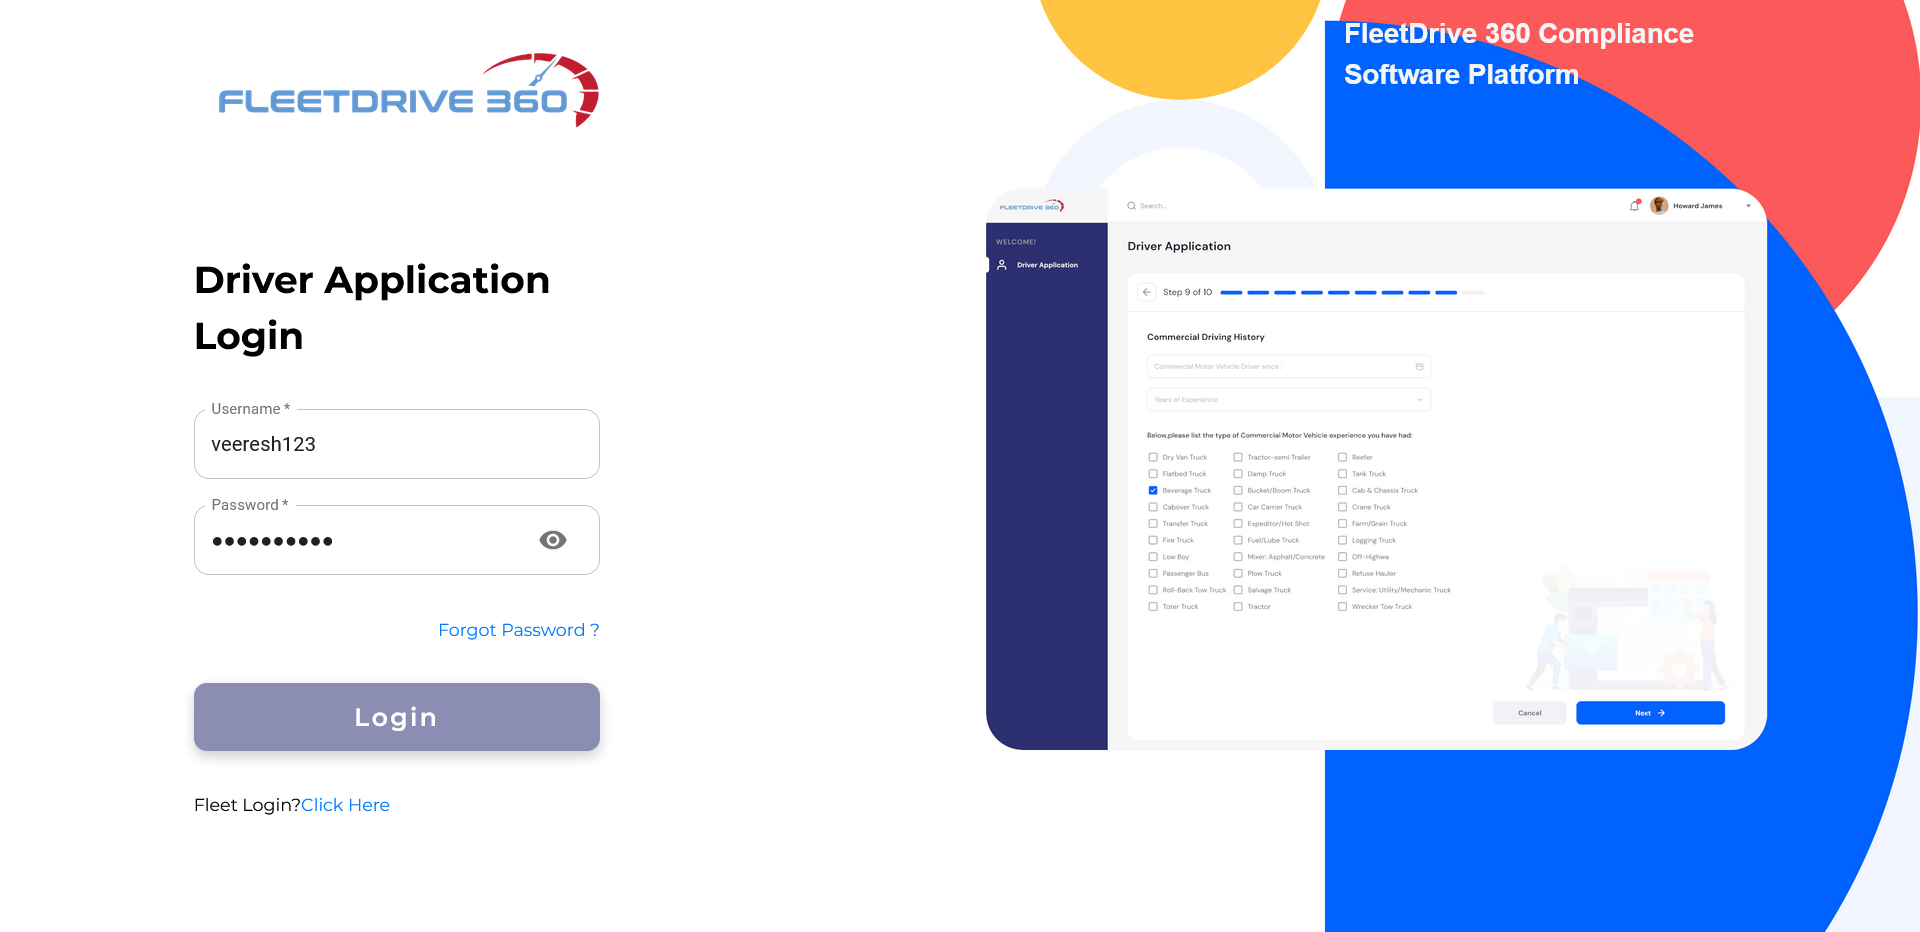 FLEETDRIVE 360
Driver Application
Login
Username *
veeresh123
Password *
••••••••••
Forgot Password ?
Login
Fleet Login?Click Here
FleetDrive 360 Compliance
Software Platform
FLEETDRIVE 360
Search..
Howard James
WELCOME!
Driver Application
Driver Application
Step 9 of 10
Commercial Driving History
Commercial Motor Vehicle Driver since :
Years of Experience
Below,please list the type of Commercial Motor Vehicle experience you have had:
Dry Van Truck Tractor-semi Trailer Reefer
Flatbed Truck Damp Truck Tank Truck
Beverage Truck Bucket/Boom Truck Cab & Chassis Truck
Cabover Truck Car Carrier Truck Crane Truck
Transfer Truck Expeditor/Hot Shot Farm/Grain Truck
Fire Truck Fuel/Lube Truck Logging Truck
Low Boy Mixer: Asphalt/Concrete Off-Highwa
Passenger Bus Plow Truck Refuse Hauler
Roll-Back Tow Truck Salvage Truck Service: Utility/Mechanic Truck
Toter Truck Tractor Wrecker Tow Truck
Cancel Next